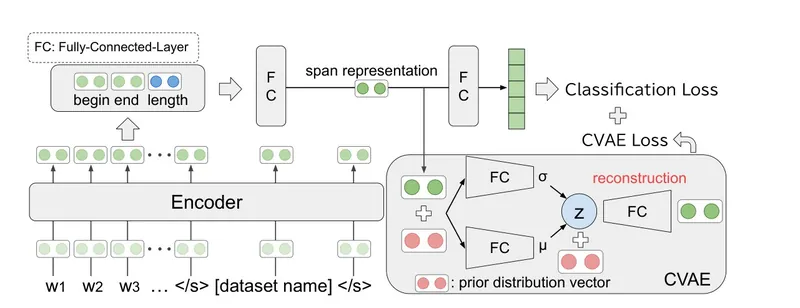 FC: Fully-Connected-Layer
begin end length
F
C
span representation
F
C
Classification Loss
CVAE Loss
Encoder
w1 w2 w3 … </s> [dataset name] </s>
FC
σ
FC
μ
z
reconstruction
FC
: prior distribution vector
CVAE